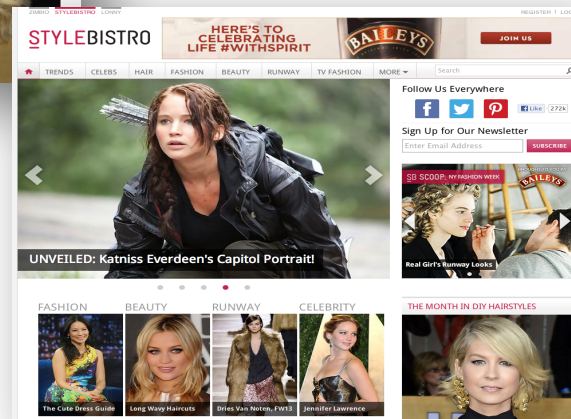 ZIMBIO STYLEBISTRO LONNY
REGISTER LOG
STYLEBISTRO
HERE'S TO
CELEBRATING
LIFE #WITHSPIRIT
BAILEYS
JOIN US
TRENDS CELEBS HAIR FASHION BEAUTY RUNWAY TV FASHION MORE
Search
Follow Us Everywhere
Like 272k
Sign Up for Our Newsletter
Enter Email Address
SUBSCRIBE
UNVEILED: Katniss Everdeen's Capitol Portrait!
SB SCOOP: NY FASHION WEEK
BAILEYS
Real Girl's Runway Looks
FASHION BEAUTY RUNWAY CELEBRITY
The Cute Dress Guide
Long Wavy Haircuts
Dries Van Noten, FW13
Jennifer Lawrence
THE MONTH IN DIY HAIRSTYLES